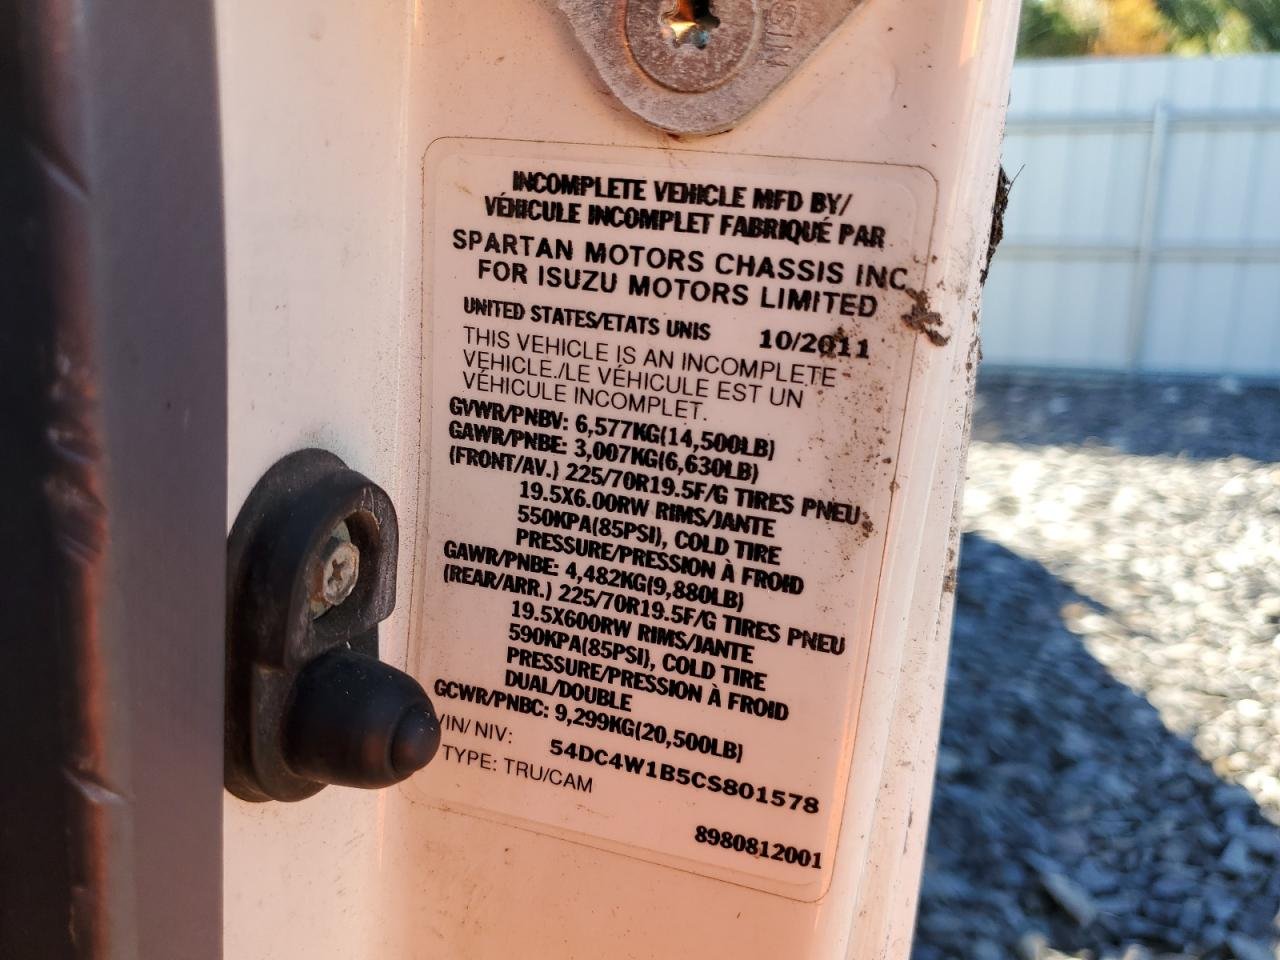 INCOMPLETE VEHICLE MFD BY/
VÉHICULE INCOMPLET FABRIQUÉ PAR
SPARTAN MOTORS CHASSIS INC
FOR ISUZU MOTORS LIMITED
UNITED STATES/ETATS UNIS 10/2011
THIS VEHICLE IS AN INCOMPLETE
VEHICLE./LE VÉHICULE EST UN
VÉHICULE INCOMPLET.
GVWR/PNBV: 6,577KG(14,500LB)
GAWR/PNBE: 3,007KG(6,630LB)
(FRONT/AV.) 225/70R19.5F/G TIRES PNEU
19.5X6.00RW RIMS/JANTE
550KPA(85PSI), COLD TIRE
PRESSURE/PRESSION À FROID
GAWR/PNBE: 4,482KG(9,880LB)
(REAR/ARR.) 225/70R19.5F/G TIRES PNEU
19.5X600RW RIMS/JANTE
590KPA(85PSI), COLD TIRE
PRESSURE/PRESSION À FROID
DUAL/DOUBLE
GCWR/PNBC: 9,299KG(20,500LB)
VIN/NIV: 54DC4W1B5CS801578
TYPE: TRU/CAM
8980812001